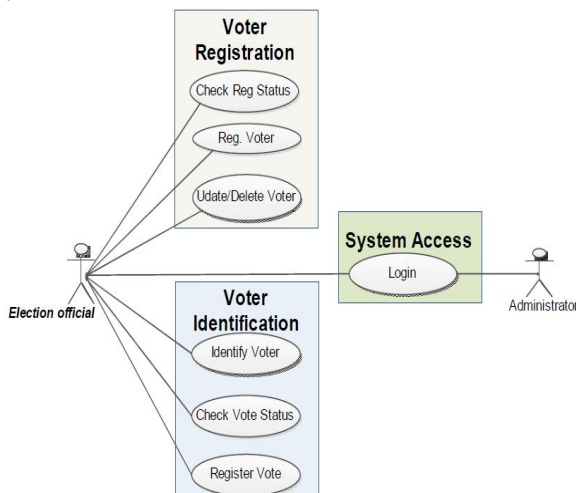 Voter
Registration
Check Reg Status
Reg. Voter
Udate/Delete Voter
System Access
Login
Election official
Administrator
Voter
Identification
Identify Voter
Check Vote Status
Register Vote